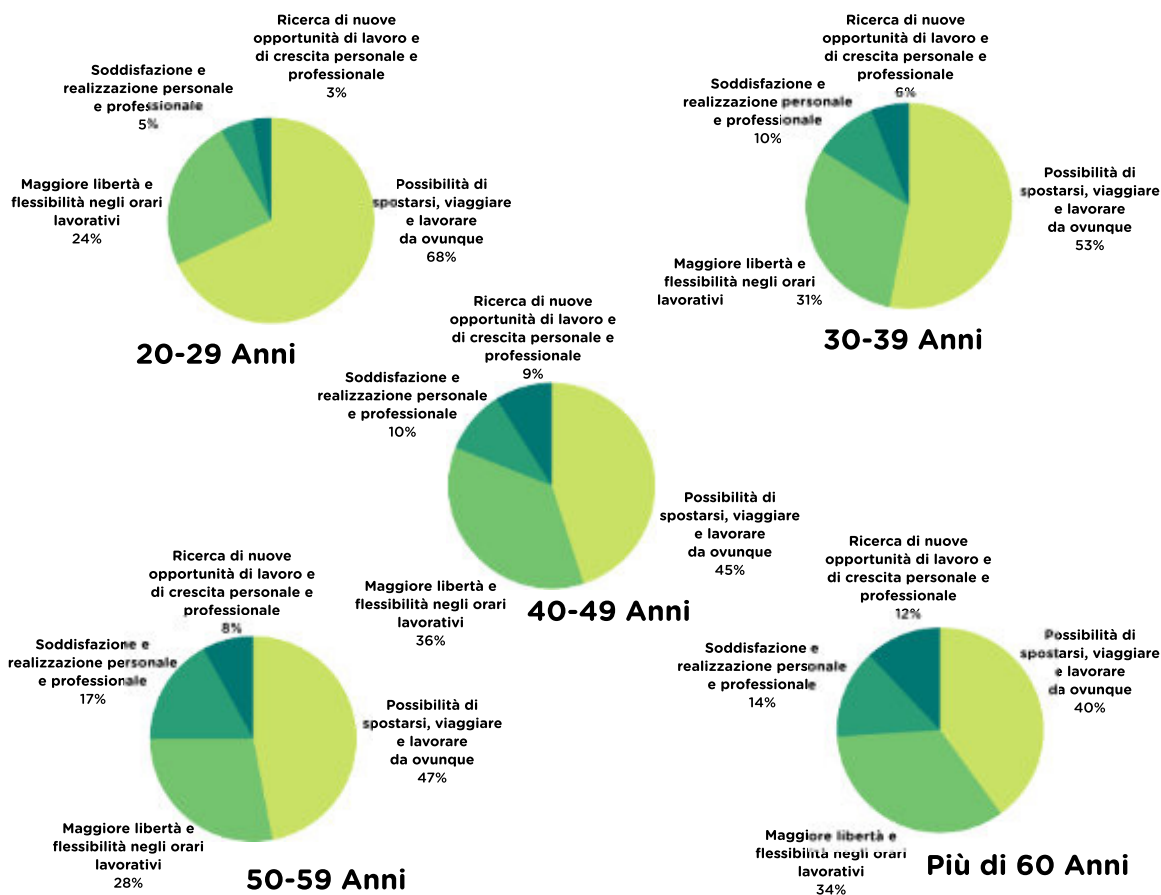 Ricerca di nuove
opportunità di lavoro e
di crescita personale e
professionale
3%
Soddisfazione e
realizzazione personale
e professionale
5%
Maggiore libertà e
flessibilità negli orari
lavorativi
24%
Possibilità di
spostarsi, viaggiare
e lavorare
da ovunque
68%
20-29 Anni
Ricerca di nuove
opportunità di lavoro e
di crescita personale e
professionale
6%
Soddisfazione e
realizzazione personale
e professionale
10%
Possibilità di
spostarsi, viaggiare
e lavorare
da ovunque
53%
Maggiore libertà e
flessibilità negli orari
lavorativi 31%
30-39 Anni
Ricerca di nuove
opportunità di lavoro e
di crescita personale e
professionale
9%
Soddisfazione e
realizzazione personale
e professionale
10%
Possibilità di
spostarsi, viaggiare
e lavorare
da ovunque
45%
Maggiore libertà e
flessibilità negli orari
lavorativi
36%
40-49 Anni
Ricerca di nuove
opportunità di lavoro e
di crescita personale e
professionale
8%
Soddisfazione e
realizzazione personale
e professionale
17%
Possibilità di
spostarsi, viaggiare
e lavorare
da ovunque
47%
Maggiore libertà e
flessibilità negli orari
lavorativi
28%
50-59 Anni
Ricerca di nuove
opportunità di lavoro e
di crescita personale e
professionale
12%
Soddisfazione e
realizzazione personale
e professionale
14%
Possibilità di
spostarsi, viaggiare
e lavorare
da ovunque
40%
Maggiore libertà e
flessibilità negli orari
lavorativi
34%
Più di 60 Anni